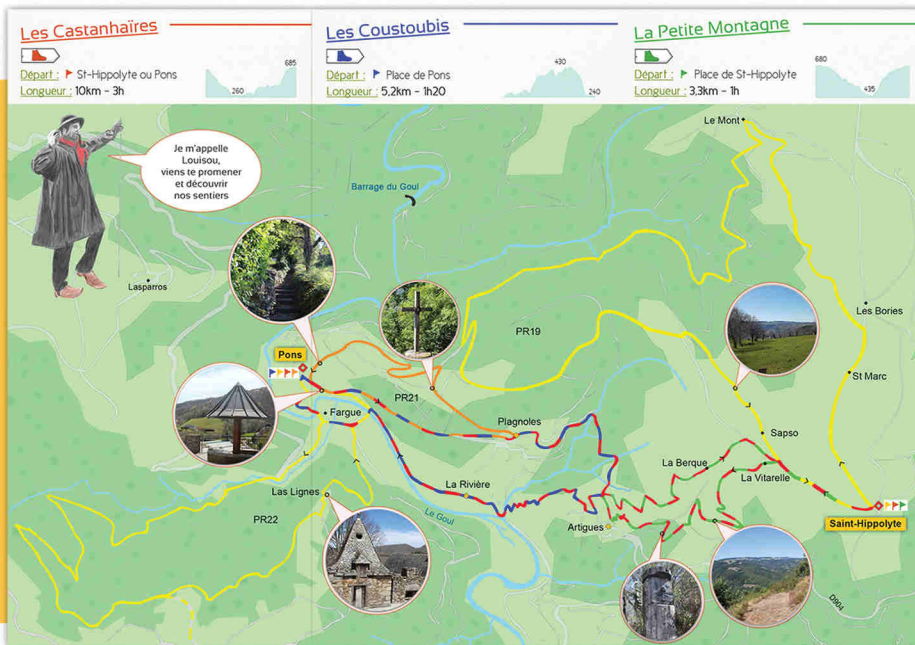 Les Castanhaïres
Départ : St-Hippolyte ou Pons
Longueur : 10km - 3h
260
685
Les Coustoubis
Départ : Place de Pons
Longueur : 5,2km - 1h20
430
240
La Petite Montagne
Départ : Place de St-Hippolyte
Longueur : 3,3km - 1h
680
435
Je m'appelle
Louisou,
viens te promener
et découvrir
nos sentiers
Le Mont
Barrage du Goul
Lasparros
Les Bories
PR19
Pons
St Marc
PR21
Fargue
Plagnoles
Sapso
La Berque
La Vitarelle
La Rivière
Las Lignes
Le Goul
PR22
Artigues
Saint-Hippolyte
D904